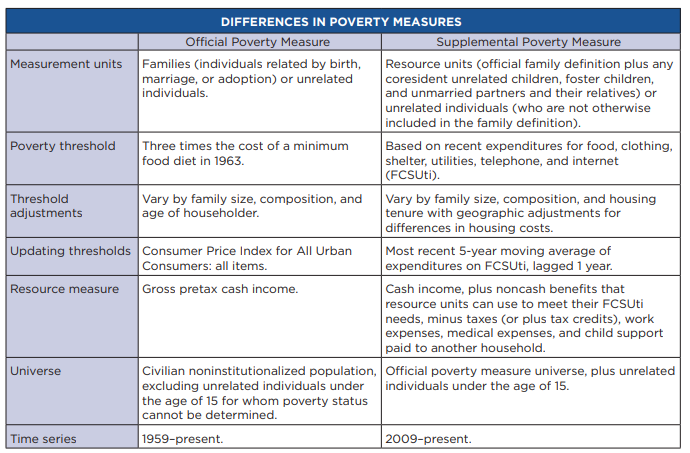 DIFFERENCES IN POVERTY MEASURES
Official Poverty Measure
Supplemental Poverty Measure
Measurement units
Families (individuals related by birth,
marriage, or adoption) or unrelated
individuals.
Resource units (official family definition plus any
coresident unrelated children, foster children,
and unmarried partners and their relatives) or
unrelated individuals (who are not otherwise
included in the family definition).
Poverty threshold
Three times the cost of a minimum
food diet in 1963.
Based on recent expenditures for food, clothing,
shelter, utilities, telephone, and internet
(FCSUti).
Threshold
adjustments
Vary by family size, composition, and
age of householder.
Vary by family size, composition, and housing
tenure with geographic adjustments for
differences in housing costs.
Updating thresholds
Consumer Price Index for All Urban
Consumers: all items.
Most recent 5-year moving average of
expenditures on FCSUti, lagged 1 year.
Resource measure
Gross pretax cash income.
Cash income, plus noncash benefits that
resource units can use to meet their FCSUti
needs, minus taxes (or plus tax credits), work
expenses, medical expenses, and child support
paid to another household.
Universe
Civilian noninstitutionalized population,
excluding unrelated individuals under
the age of 15 for whom poverty status
cannot be determined.
Official poverty measure universe, plus unrelated
individuals under the age of 15.
Time series
1959–present.
2009–present.